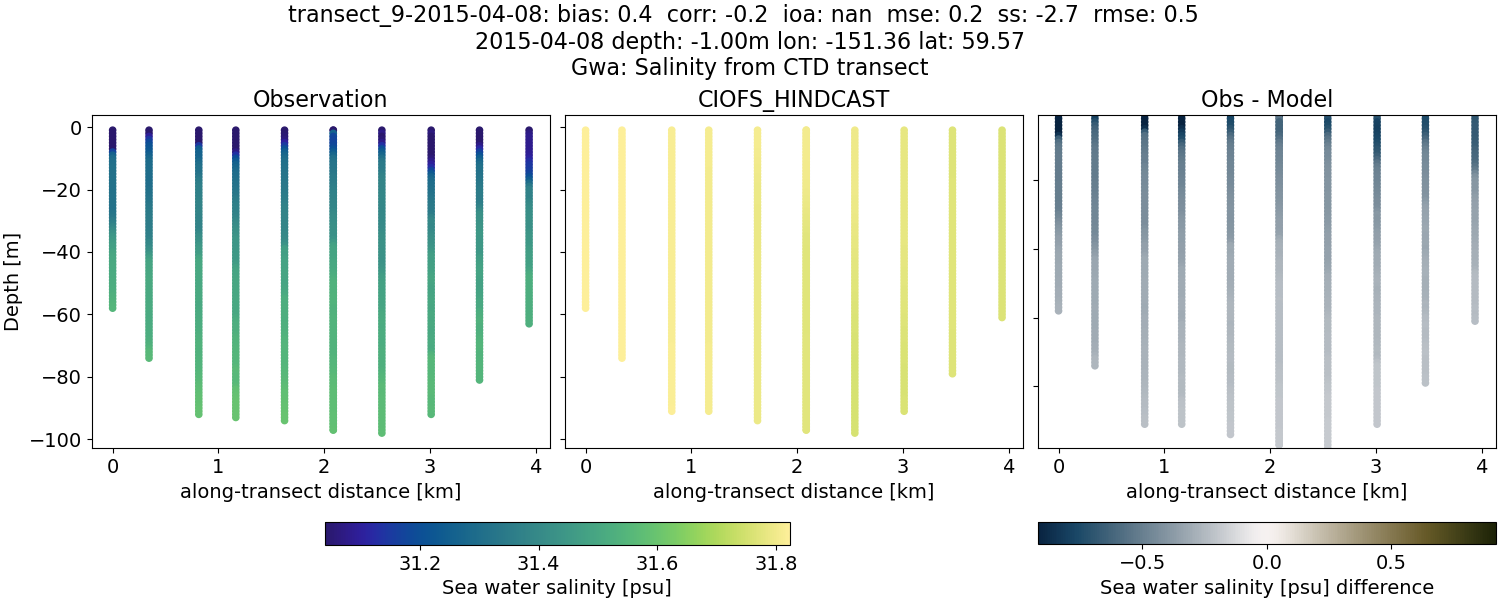 transect_9-2015-04-08: bias: 0.4  corr: -0.2  ioa: nan  mse: 0.2  ss: -2.7  rmse: 0.5
2015-04-08 depth: -1.00m lon: -151.36 lat: 59.57
Gwa: Salinity from CTD transect
Observation
CIOFS_HINDCAST
Obs - Model
Depth [m]
0
−20
−40
−60
−80
−100
0 1 2 3 4
0 1 2 3 4
0 1 2 3 4
along-transect distance [km]
along-transect distance [km]
along-transect distance [km]
31.2 31.4 31.6 31.8
Sea water salinity [psu]
−0.5 0.0 0.5
Sea water salinity [psu] difference